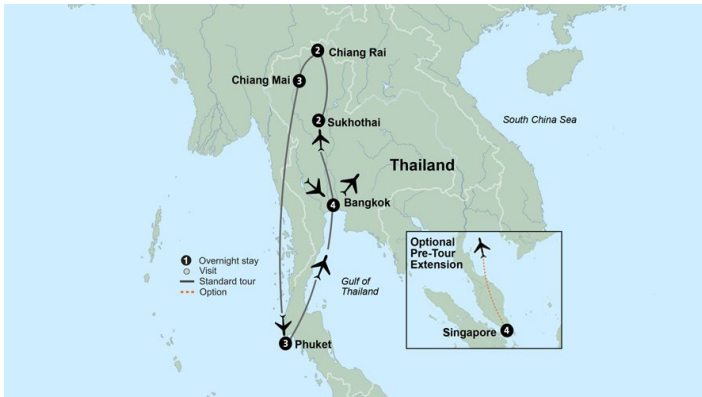 2 Chiang Rai
Chiang Mai 3
2 Sukhothai
South China Sea
Thailand
4 Bangkok
Optional
Pre-Tour
Extension
1 Overnight stay
Visit
Standard tour
Option
Gulf of
Thailand
Singapore 4
3 Phuket